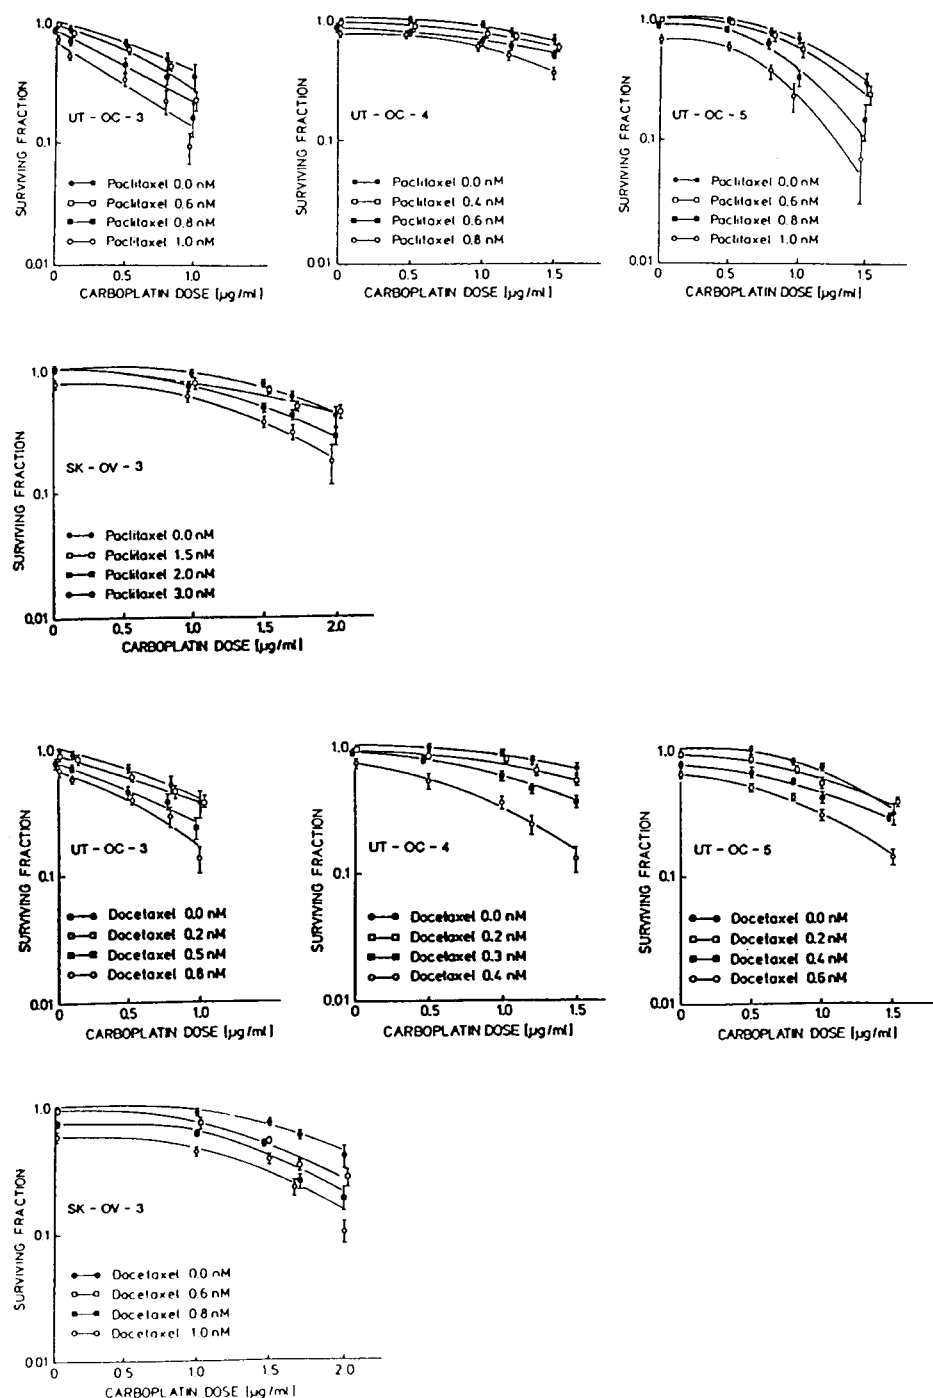 SURVIVING FRACTION
1.0
0.1
0.01
UT - OC - 3
Paclitaxel 0.0 nM
Paclitaxel 0.6 nM
Paclitaxel 0.8 nM
Paclitaxel 1.0 nM
0 0.5 1.0
CARBOPLATIN DOSE [µg/ml]
SURVIVING FRACTION
1.0
0.1
0.01
UT - OC - 4
Paclitaxel 0.0 nM
Paclitaxel 0.4 nM
Paclitaxel 0.6 nM
Paclitaxel 0.8 nM
0 0.5 1.0 1.5
CARBOPLATIN DOSE [µg/ml]
SURVIVING FRACTION
1.0
0.1
0.01
UT - OC - 5
Paclitaxel 0.0 nM
Paclitaxel 0.6 nM
Paclitaxel 0.8 nM
Paclitaxel 1.0 nM
0 0.5 1.0 1.5
CARBOPLATIN DOSE [µg/ml]
SURVIVING FRACTION
1.0
0.1
0.01
SK - OV - 3
Paclitaxel 0.0 nM
Paclitaxel 1.5 nM
Paclitaxel 2.0 nM
Paclitaxel 3.0 nM
0 0.5 1.0 1.5 2.0
CARBOPLATIN DOSE [µg/ml]
SURVIVING FRACTION
1.0
0.1
0.01
UT - OC - 3
Docetaxel 0.0 nM
Docetaxel 0.2 nM
Docetaxel 0.5 nM
Docetaxel 0.8 nM
0 0.5 1.0
CARBOPLATIN DOSE [µg/ml]
SURVIVING FRACTION
1.0
0.1
0.01
UT - OC - 4
Docetaxel 0.0 nM
Docetaxel 0.2 nM
Docetaxel 0.3 nM
Docetaxel 0.4 nM
0 0.5 1.0 1.5
CARBOPLATIN DOSE [µg/ml]
SURVIVING FRACTION
1.0
0.1
0.01
UT - OC - 5
Docetaxel 0.0 nM
Docetaxel 0.2 nM
Docetaxel 0.4 nM
Docetaxel 0.6 nM
0 0.5 1.0 1.5
CARBOPLATIN DOSE [µg/ml]
SURVIVING FRACTION
1.0
0.1
0.01
SK - OV - 3
Docetaxel 0.0 nM
Docetaxel 0.6 nM
Docetaxel 0.8 nM
Docetaxel 1.0 nM
0 0.5 1.0 1.5 2.0
CARBOPLATIN DOSE [µg/ml]